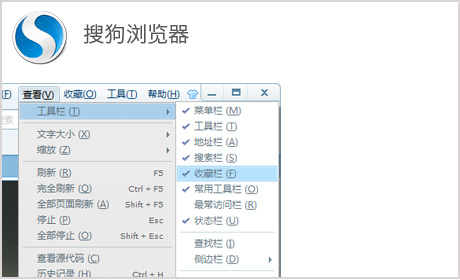 搜狗浏览器
(F) 查看(V) 收藏(O) 工具(T) 帮助(H)
搜索
工具栏 (T)
文字大小 (X)
缩放 (Z)
刷新 (R) F5
完全刷新 (Q) Ctrl + F5
全部页面刷新 (A) Shift + F5
停止 (P) Esc
全部停止 (O) Shift + Esc
查看源代码 (C)
历史记录 (H) Ctrl + H
菜单栏 (M)
工具栏 (T)
地址栏 (A)
搜索栏 (S)
收藏栏 (F)
常用工具栏 (O)
最常访问栏 (R)
状态栏 (U)
查找栏 (I)
侧边栏 (D)